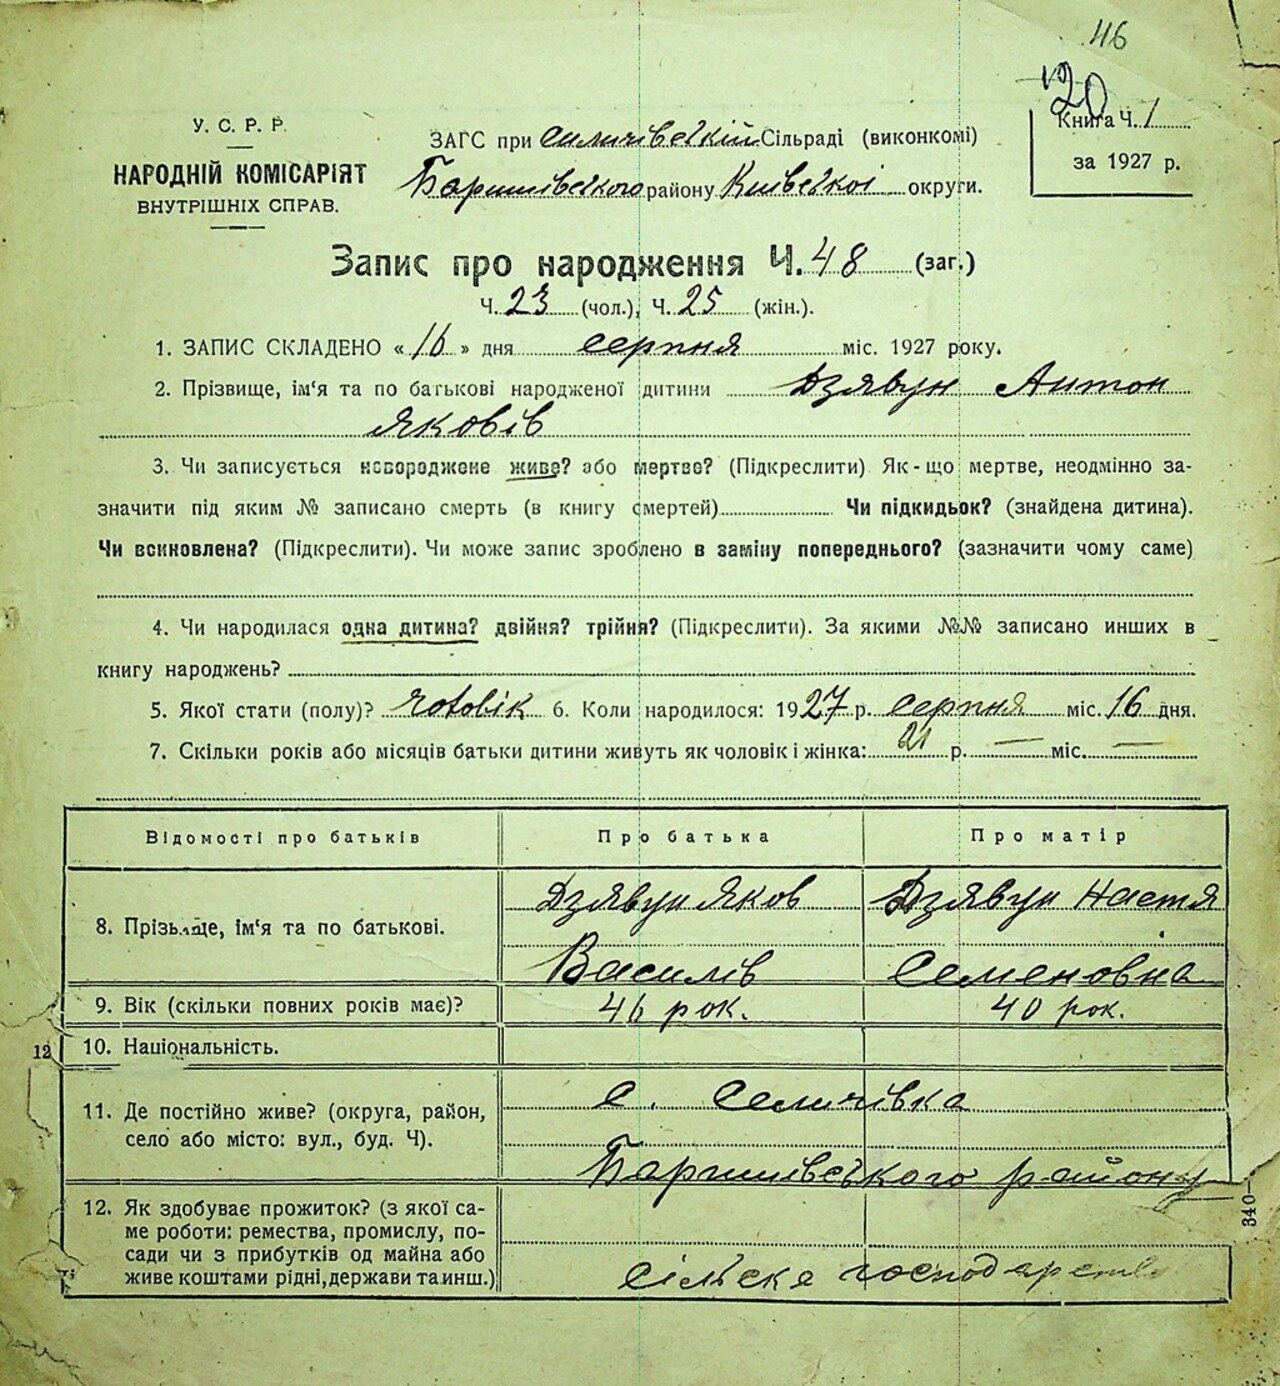 46
20
У. С. Р. Р.
НАРОДНІЙ КОМІСАРІЯТ
ВНУТРІШНІХ СПРАВ.
ЗАГС при Селичівській Сільраді (виконкомі)
Баришівського району Київської округи.
Книга Ч. 1
за 1927 р.
Запис про народження Ч. 48 (заг.)
Ч. 23 (чол.), Ч. 25 (жін.).
1. ЗАПИС СКЛАДЕНО « 16 » дня серпня міс. 1927 року.
2. Прізвище, ім'я та по батькові народженої дитини Дзявун Антон
Яковів
3. Чи записується новороджене живе? або мертве? (Підкреслити) Як-що мертве, неодмінно за-
значити під яким № записано смерть (в книгу смертей) Чи підкидьок? (знайдена дитина).
Чи всиновлена? (Підкреслити). Чи може запис зроблено в заміну попереднього? (зазначити чому саме)
4. Чи народилася одна дитина? двійня? трійня? (Підкреслити). За якими №№ записано инших в
книгу народжень?
5. Якої стати (полу)? чоловік 6. Коли народилося: 1927 р. серпня міс. 16 дня.
7. Скільки років або місяців батьки дитини живуть як чоловік і жінка: 21 р. — міс. —
Відомості про батьків Про батька Про матір
8. Прізвище, ім'я та по батькові. Дзявун Яков Дзявун Настя
Василів Семеновна
9. Вік (скільки повних років має)? 46 рок. 40 рок.
10. Національність.
12
11. Де постійно живе? (округа, район, с. Селичівка
село або місто: вул., буд. Ч). Баришівського району
12. Як здобуває прожиток? (з якої са-
ме роботи: ремества, промислу, по-
сади чи з прибутків од майна або
живе коштами рідні, держави та инш.) сільске господарство
340—